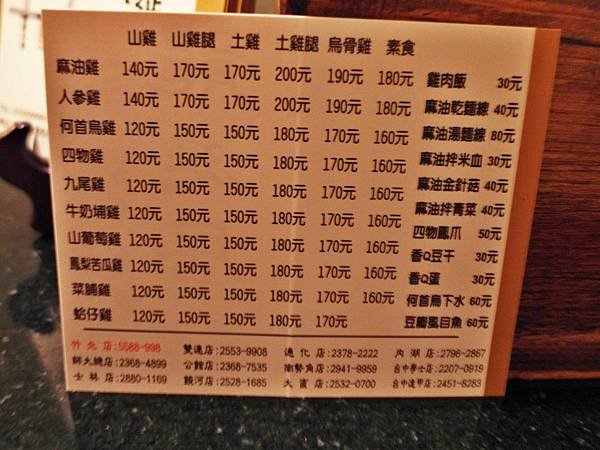 山雞 山雞腿 土雞 土雞腿 烏骨雞 素食
麻油雞 140元 170元 170元 200元 190元 180元 雞肉飯 30元
人參雞 140元 170元 170元 200元 190元 180元 麻油乾麵線 40元
何首烏雞 120元 150元 150元 180元 170元 160元 麻油湯麵線 80元
四物雞 120元 150元 150元 180元 170元 160元 麻油拌米血 30元
九尾雞 120元 150元 150元 180元 170元 160元 麻油金針菇 40元
牛奶埔雞 120元 150元 150元 180元 170元 160元 麻油拌青菜 40元
四物鳳爪 50元
山葡萄雞 120元 150元 150元 180元 170元 160元 香Q豆干 30元
鳳梨苦瓜雞 120元 150元 150元 180元 170元 160元 香Q蛋 30元
菜脯雞 120元 150元 150元 180元 170元 160元 何首烏下水 60元
蛤仔雞 120元 150元 150元 180元 170元 豆瓣虱目魚 60元
竹北店:5588-998 雙連店:2553-9908 通化店:2378-2222 內湖店:2796-2867
師大總店:2368-4899 公館店:2368-7535 南勢角店:2941-9959 台中學士店:2207-0919
士林店:2880-1169 饒河店:2528-1685 大直店:2532-0700 台中逢甲店:2451-8283